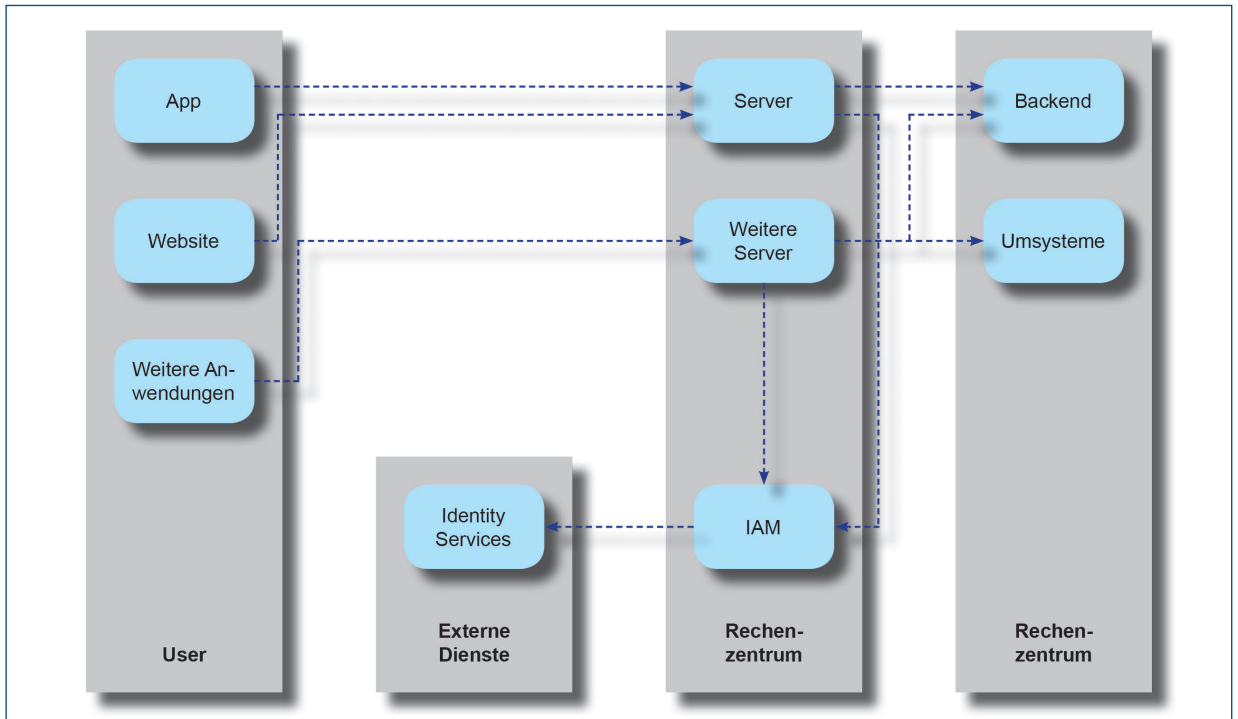 App
Server
Backend
Website
Weitere
Server
Umsysteme
Weitere An-
wendungen
Identity
Services
IAM
User
Externe
Dienste
Rechen-
zentrum
Rechen-
zentrum